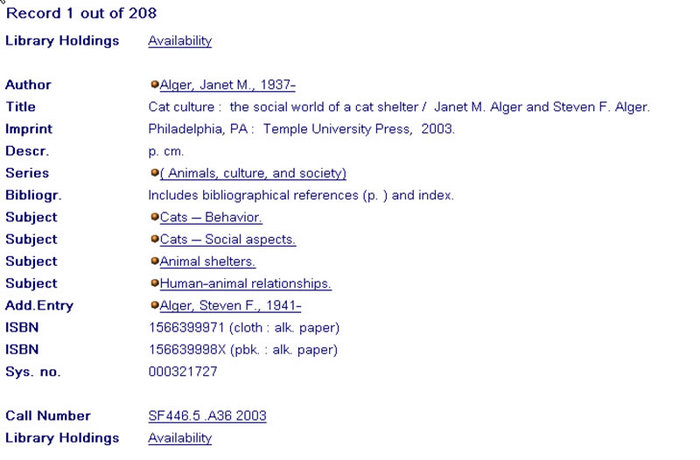 Record 1 out of 208
Library Holdings Availability
Author Alger, Janet M., 1937-
Title Cat culture : the social world of a cat shelter / Janet M. Alger and Steven F. Alger.
Imprint Philadelphia, PA : Temple University Press, 2003.
Descr. p. cm.
Series ( Animals, culture, and society)
Bibliogr. Includes bibliographical references (p. ) and index.
Subject Cats — Behavior.
Subject Cats — Social aspects.
Subject Animal shelters.
Subject Human-animal relationships.
Add.Entry Alger, Steven F., 1941-
ISBN 1566399971 (cloth : alk. paper)
ISBN 156639998X (pbk. : alk. paper)
Sys. no. 000321727
Call Number SF446.5 .A36 2003
Library Holdings Availability